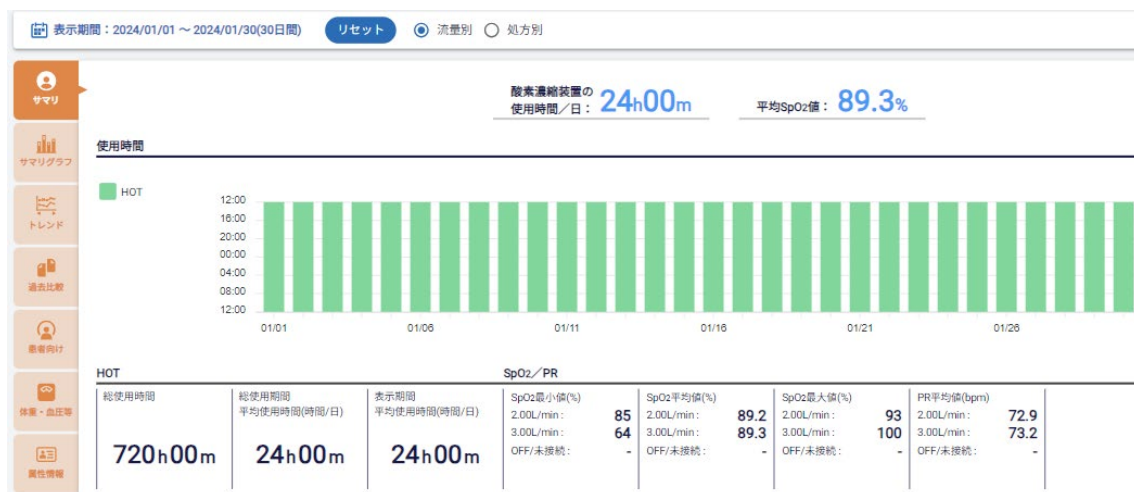 表示期間：2024/01/01 ～ 2024/01/30(30日間) リセット 流量別 処方別
サマリ
サマリグラフ
トレンド
過去比較
患者向け
体重・血圧等
属性情報
酸素濃縮装置の
使用時間／日： 24h00m 平均SpO2値： 89.3%
使用時間
HOT
12:00
16:00
20:00
00:00
04:00
08:00
12:00
01/01 01/06 01/11 01/16 01/21 01/26
HOT
総使用時間
720h00m
総使用期間
平均使用時間(時間/日)
24h00m
表示期間
平均使用時間(時間/日)
24h00m
SpO2／PR
SpO2最小値(%)
2.00L/min： 85
3.00L/min： 64
OFF/未接続： -
SpO2平均値(%)
2.00L/min： 89.2
3.00L/min： 89.3
OFF/未接続： -
SpO2最大値(%)
2.00L/min： 93
3.00L/min： 100
OFF/未接続： -
PR平均値(bpm)
2.00L/min： 72.9
3.00L/min： 73.2
OFF/未接続： -